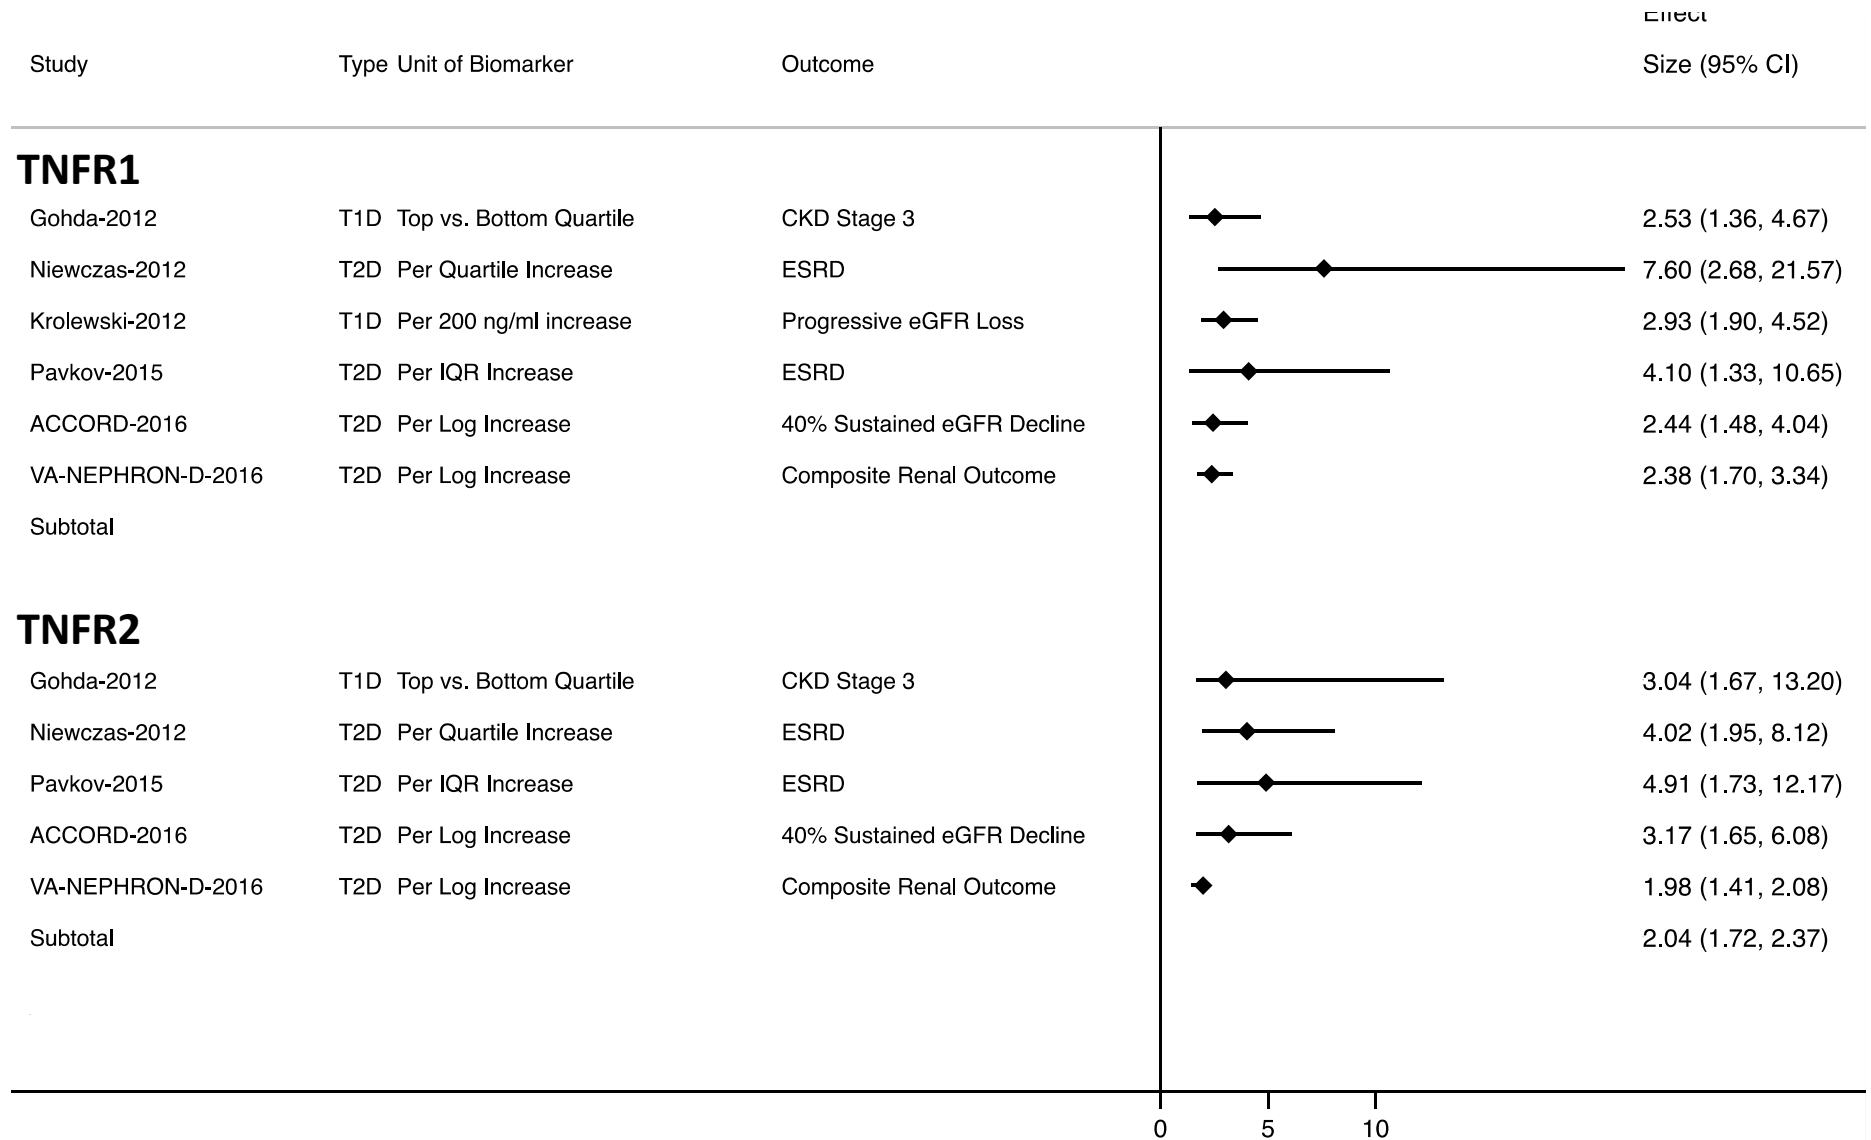 Effect
Study Type Unit of Biomarker Outcome Size (95% CI)
TNFR1
Gohda-2012 T1D Top vs. Bottom Quartile CKD Stage 3 2.53 (1.36, 4.67)
Niewczas-2012 T2D Per Quartile Increase ESRD 7.60 (2.68, 21.57)
Krolewski-2012 T1D Per 200 ng/ml increase Progressive eGFR Loss 2.93 (1.90, 4.52)
Pavkov-2015 T2D Per IQR Increase ESRD 4.10 (1.33, 10.65)
ACCORD-2016 T2D Per Log Increase 40% Sustained eGFR Decline 2.44 (1.48, 4.04)
VA-NEPHRON-D-2016 T2D Per Log Increase Composite Renal Outcome 2.38 (1.70, 3.34)
Subtotal
TNFR2
Gohda-2012 T1D Top vs. Bottom Quartile CKD Stage 3 3.04 (1.67, 13.20)
Niewczas-2012 T2D Per Quartile Increase ESRD 4.02 (1.95, 8.12)
Pavkov-2015 T2D Per IQR Increase ESRD 4.91 (1.73, 12.17)
ACCORD-2016 T2D Per Log Increase 40% Sustained eGFR Decline 3.17 (1.65, 6.08)
VA-NEPHRON-D-2016 T2D Per Log Increase Composite Renal Outcome 1.98 (1.41, 2.08)
Subtotal 2.04 (1.72, 2.37)
0 5 10